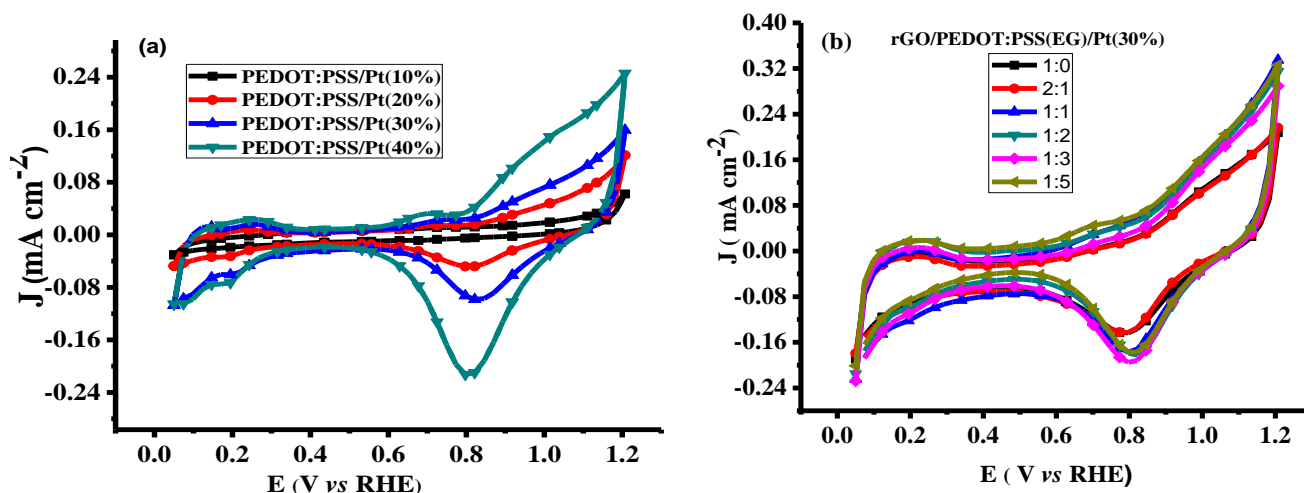 (a)
PEDOT:PSS/Pt(10%)
PEDOT:PSS/Pt(20%)
PEDOT:PSS/Pt(30%)
PEDOT:PSS/Pt(40%)
J (mA cm-2)
0.24
0.16
0.08
0.00
-0.08
-0.16
-0.24
0.0 0.2 0.4 0.6 0.8 1.0 1.2
E (V vs RHE)
(b)
rGO/PEDOT:PSS(EG)/Pt(30%)
1:0
2:1
1:1
1:2
1:3
1:5
J ( mA cm-2)
0.40
0.32
0.24
0.16
0.08
0.00
-0.08
-0.16
-0.24
0.0 0.2 0.4 0.6 0.8 1.0 1.2
E ( V vs RHE)